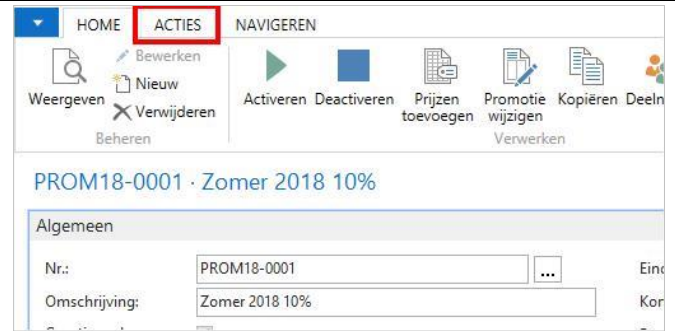 HOME ACTIES NAVIGEREN
Weergeven
Bewerken
Nieuw
Verwijderen
Beheren
Activeren Deactiveren Prijzen toevoegen Promotie wijzigen Kopiëren
Verwerken
PROM18-0001 · Zomer 2018 10%
Algemeen
Nr.: PROM18-0001 ...
Omschrijving: Zomer 2018 10%